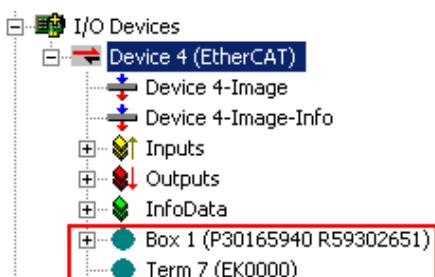 I/O Devices
Device 4 (EtherCAT)
Device 4-Image
Device 4-Image-Info
Inputs
Outputs
InfoData
Box 1 (P30165940 R59302651)
Term 7 (EK0000)